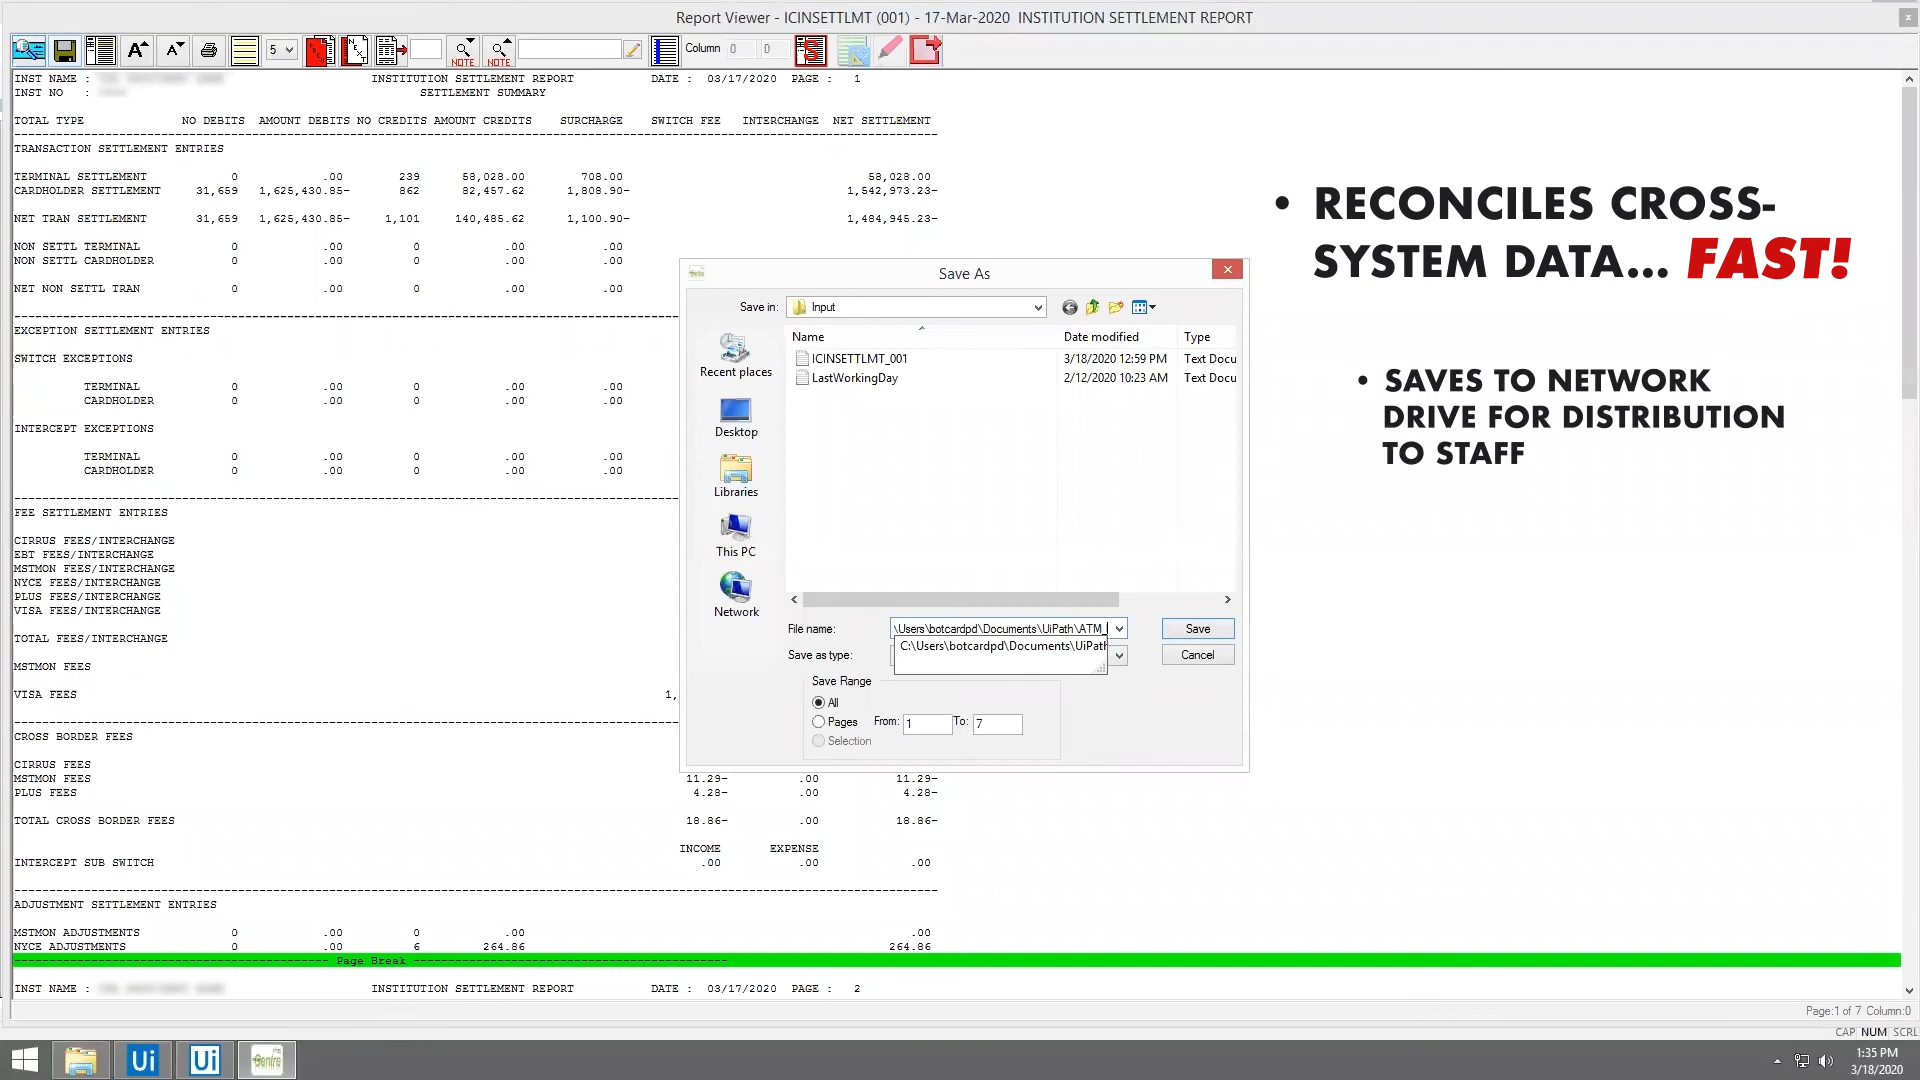 Report Viewer - ICINSETTLMT (001) - 17-Mar-2020 INSTITUTION SETTLEMENT REPORT
A A 5 NOTE NOTE Column 0 0
INST NAME : INSTITUTION SETTLEMENT REPORT DATE : 03/17/2020 PAGE : 1
INST NO : SETTLEMENT SUMMARY
TOTAL TYPE NO DEBITS AMOUNT DEBITS NO CREDITS AMOUNT CREDITS SURCHARGE SWITCH FEE INTERCHANGE NET SETTLEMENT
TRANSACTION SETTLEMENT ENTRIES
TERMINAL SETTLEMENT 0 .00 239 58,028.00 708.00 58,028.00
CARDHOLDER SETTLEMENT 31,659 1,625,430.85- 862 82,457.62 1,808.90- 1,542,973.23-
NET TRAN SETTLEMENT 31,659 1,625,430.85- 1,101 140,485.62 1,100.90- 1,484,945.23-
NON SETTL TERMINAL 0 .00 0 .00 .00
NON SETTL CARDHOLDER 0 .00 0 .00 .00
NET NON SETTL TRAN 0 .00 0 .00 .00
EXCEPTION SETTLEMENT ENTRIES
SWITCH EXCEPTIONS
TERMINAL 0 .00 0 .00 .00
CARDHOLDER 0 .00 0 .00 .00
INTERCEPT EXCEPTIONS
TERMINAL 0 .00 0 .00 .00
CARDHOLDER 0 .00 0 .00 .00
FEE SETTLEMENT ENTRIES
CIRRUS FEES/INTERCHANGE
EBT FEES/INTERCHANGE
MSTMON FEES/INTERCHANGE
NYCE FEES/INTERCHANGE
PLUS FEES/INTERCHANGE
VISA FEES/INTERCHANGE
TOTAL FEES/INTERCHANGE
MSTMON FEES
VISA FEES 1,
CROSS BORDER FEES
CIRRUS FEES
MSTMON FEES 11.29- .00 11.29-
PLUS FEES 4.28- .00 4.28-
TOTAL CROSS BORDER FEES 18.86- .00 18.86-
INCOME EXPENSE
INTERCEPT SUB SWITCH .00 .00 .00
ADJUSTMENT SETTLEMENT ENTRIES
MSTMON ADJUSTMENTS 0 .00 0 .00 .00
NYCE ADJUSTMENTS 0 .00 6 264.86 264.86
Page Break
INST NAME : INSTITUTION SETTLEMENT REPORT DATE : 03/17/2020 PAGE : 2
Save As
Save in: Input
Name Date modified Type
ICINSETTLMT_001 3/18/2020 12:59 PM Text Docu
LastWorkingDay 2/12/2020 10:23 AM Text Docu
Recent places
Desktop
Libraries
This PC
Network
File name: \Users\botcardpd\Documents\UiPath\ATM_ Save
C:\Users\botcardpd\Documents\UiPath
Save as type: Cancel
Save Range
All
Pages From: 1 To: 7
Selection
• RECONCILES CROSS-
SYSTEM DATA... FAST!
• SAVES TO NETWORK
DRIVE FOR DISTRIBUTION
TO STAFF
Page:1 of 7 Column:0
CAP NUM SCRL
Ui Ui Centre
1:35 PM
3/18/2020